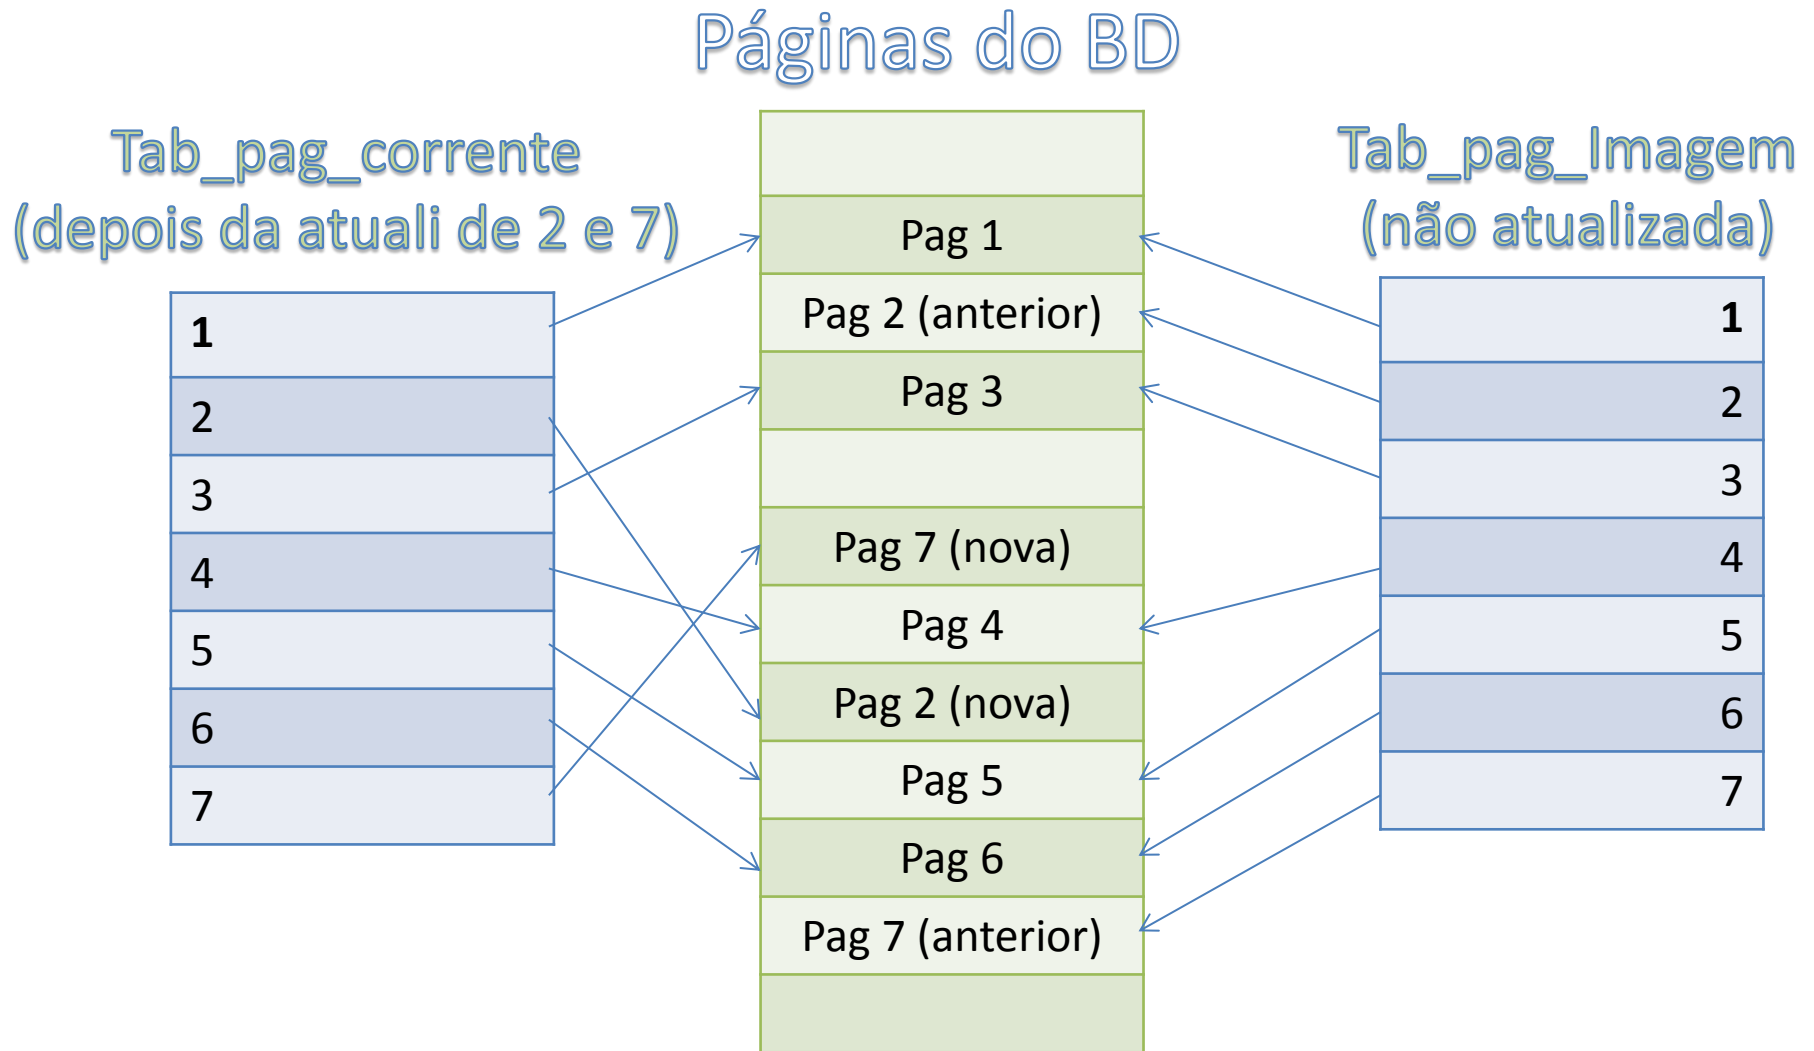 Páginas do BD
Tab_pag_corrente
(depois da atuali de 2 e 7)
1
2
3
4
5
6
7
Pag 1
Pag 2 (anterior)
Pag 3
Pag 7 (nova)
Pag 4
Pag 2 (nova)
Pag 5
Pag 6
Pag 7 (anterior)
Tab_pag_Imagem
(não atualizada)
1
2
3
4
5
6
7